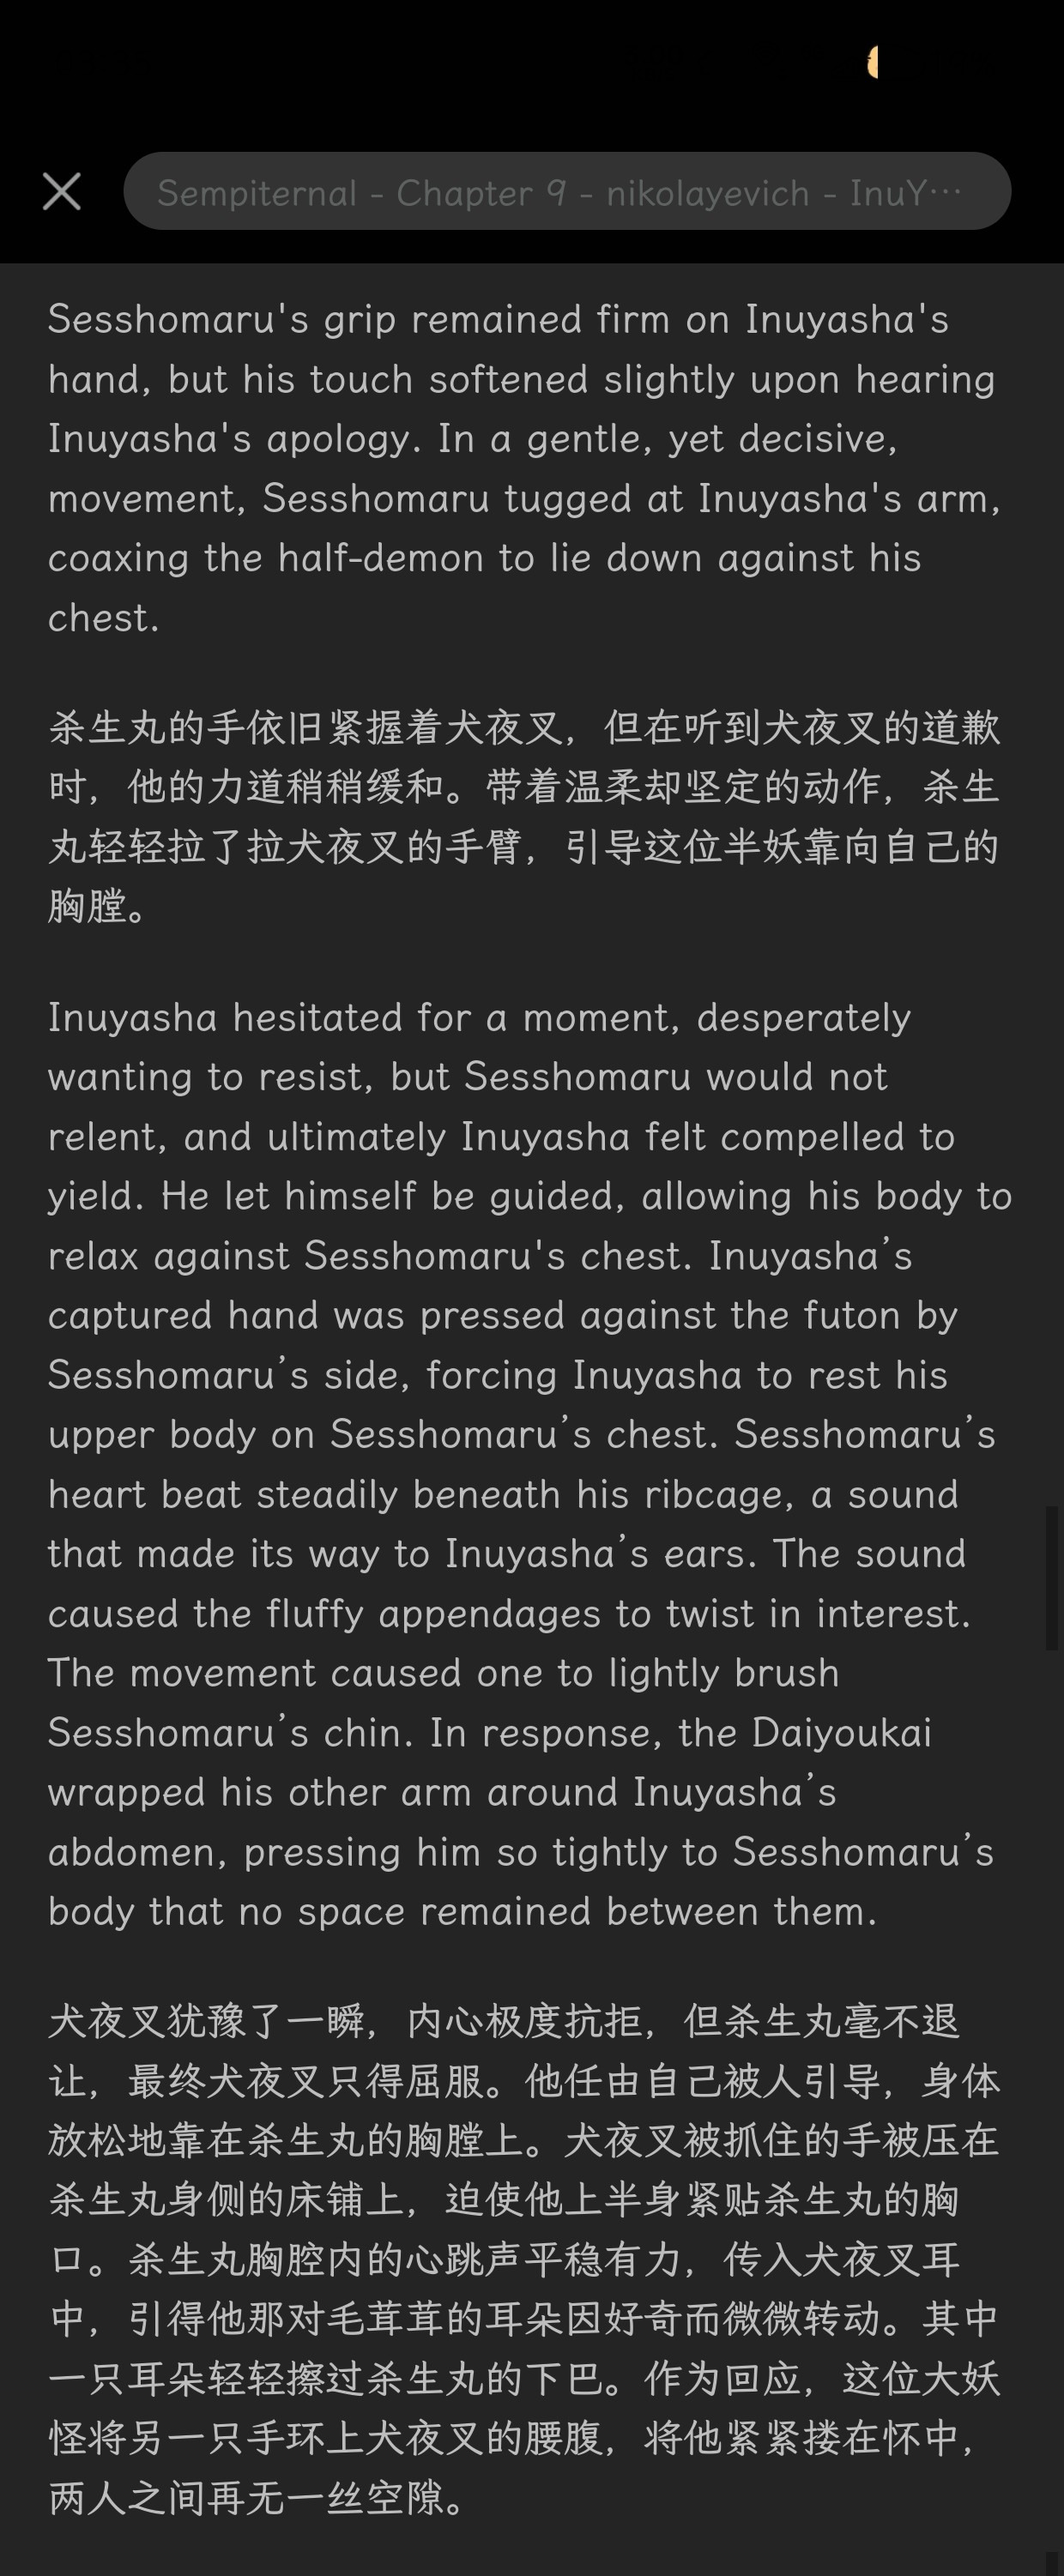 Sempiternal - Chapter 9 - nikolayevich - InuY…
Sesshomaru's grip remained firm on Inuyasha's
hand, but his touch softened slightly upon hearing
Inuyasha's apology. In a gentle, yet decisive,
movement, Sesshomaru tugged at Inuyasha's arm,
coaxing the half-demon to lie down against his
chest.
杀生丸的手依旧紧握着犬夜叉，但在听到犬夜叉的道歉
时，他的力道稍稍缓和。带着温柔却坚定的动作，杀生
丸轻轻拉了拉犬夜叉的手臂，引导这位半妖靠向自己的
胸膛。
Inuyasha hesitated for a moment, desperately
wanting to resist, but Sesshomaru would not
relent, and ultimately Inuyasha felt compelled to
yield. He let himself be guided, allowing his body to
relax against Sesshomaru's chest. Inuyasha’s
captured hand was pressed against the futon by
Sesshomaru’s side, forcing Inuyasha to rest his
upper body on Sesshomaru’s chest. Sesshomaru’s
heart beat steadily beneath his ribcage, a sound
that made its way to Inuyasha’s ears. The sound
caused the fluffy appendages to twist in interest.
The movement caused one to lightly brush
Sesshomaru’s chin. In response, the Daiyoukai
wrapped his other arm around Inuyasha’s
abdomen, pressing him so tightly to Sesshomaru’s
body that no space remained between them.
犬夜叉犹豫了一瞬，内心极度抗拒，但杀生丸毫不退
让，最终犬夜叉只得屈服。他任由自己被人引导，身体
放松地靠在杀生丸的胸膛上。犬夜叉被抓住的手被压在
杀生丸身侧的床铺上，迫使他上半身紧贴杀生丸的胸
口。杀生丸胸腔内的心跳声平稳有力，传入犬夜叉耳
中，引得他那对毛茸茸的耳朵因好奇而微微转动。其中
一只耳朵轻轻擦过杀生丸的下巴。作为回应，这位大妖
怪将另一只手环上犬夜叉的腰腹，将他紧紧搂在怀中，
两人之间再无一丝空隙。